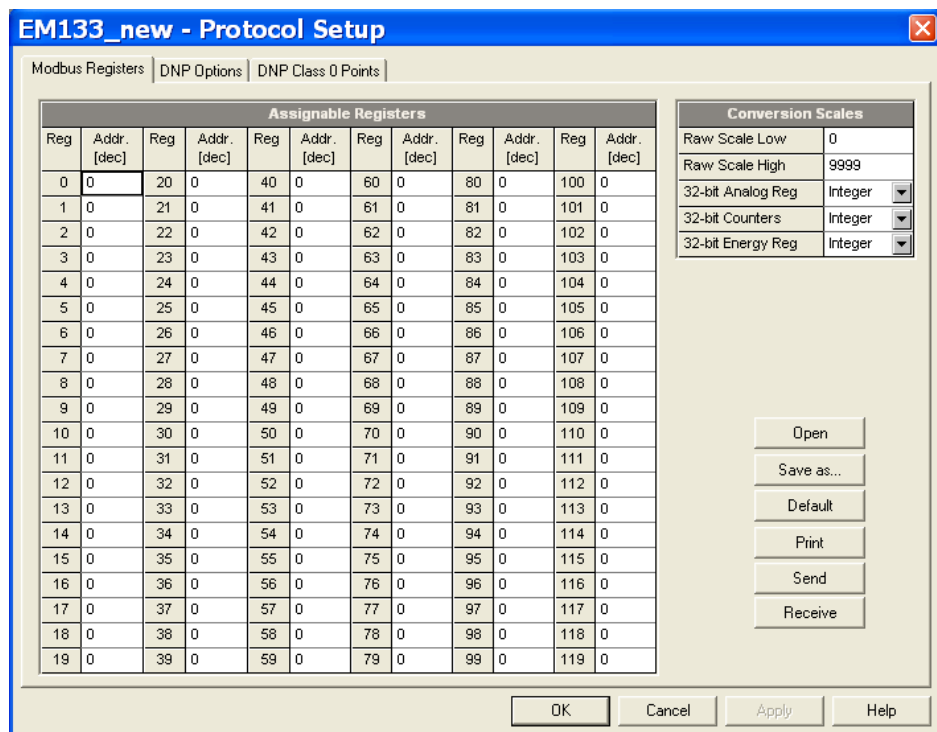 EM133_new - Protocol Setup
Modbus Registers DNP Options DNP Class 0 Points
Assignable Registers Conversion Scales
Reg Addr. [dec] Reg Addr. [dec] Reg Addr. [dec] Reg Addr. [dec] Reg Addr. [dec] Reg Addr. [dec]
Raw Scale Low 0
Raw Scale High 9999
32-bit Analog Reg Integer
32-bit Counters Integer
32-bit Energy Reg Integer
0 0 20 0 40 0 60 0 80 0 100 0
1 0 21 0 41 0 61 0 81 0 101 0
2 0 22 0 42 0 62 0 82 0 102 0
3 0 23 0 43 0 63 0 83 0 103 0
4 0 24 0 44 0 64 0 84 0 104 0
5 0 25 0 45 0 65 0 85 0 105 0
6 0 26 0 46 0 66 0 86 0 106 0
7 0 27 0 47 0 67 0 87 0 107 0
8 0 28 0 48 0 68 0 88 0 108 0
9 0 29 0 49 0 69 0 89 0 109 0
10 0 30 0 50 0 70 0 90 0 110 0
11 0 31 0 51 0 71 0 91 0 111 0
12 0 32 0 52 0 72 0 92 0 112 0
13 0 33 0 53 0 73 0 93 0 113 0
14 0 34 0 54 0 74 0 94 0 114 0
15 0 35 0 55 0 75 0 95 0 115 0
16 0 36 0 56 0 76 0 96 0 116 0
17 0 37 0 57 0 77 0 97 0 117 0
18 0 38 0 58 0 78 0 98 0 118 0
19 0 39 0 59 0 79 0 99 0 119 0
Open
Save as...
Default
Print
Send
Receive
OK Cancel Apply Help